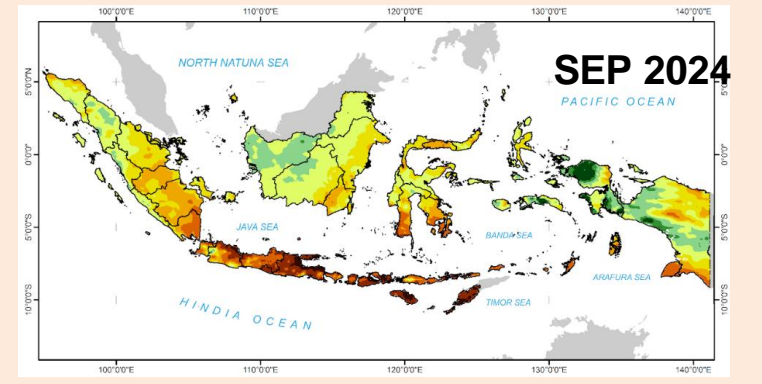 100°0'0"E 110°0'0"E 120°0'0"E 130°0'0"E 140°0'0"E
NORTH NATUNA SEA
SEP 2024
PACIFIC OCEAN
5°0'0"N 5°0'0"N
0°0'0" 0°0'0"
JAVA SEA
BANDA SEA
5°0'0"S 5°0'0"S
ARAFURA SEA
HINDIA OCEAN
TIMOR SEA
10°0'0"S 10°0'0"S
100°0'0"E 110°0'0"E 120°0'0"E 130°0'0"E 140°0'0"E